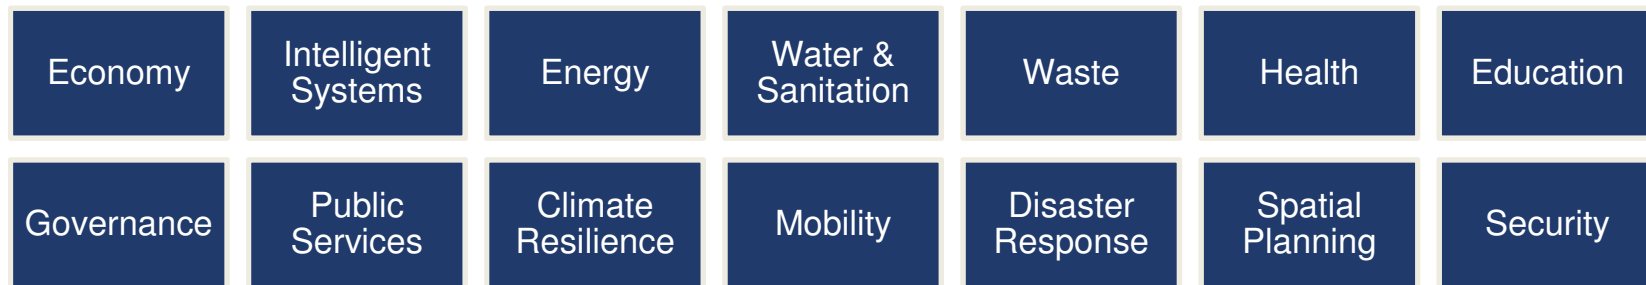 Economy
Intelligent
Systems
Energy
Water &
Sanitation
Waste
Health
Education
Governance
Public
Services
Climate
Resilience
Mobility
Disaster
Response
Spatial
Planning
Security